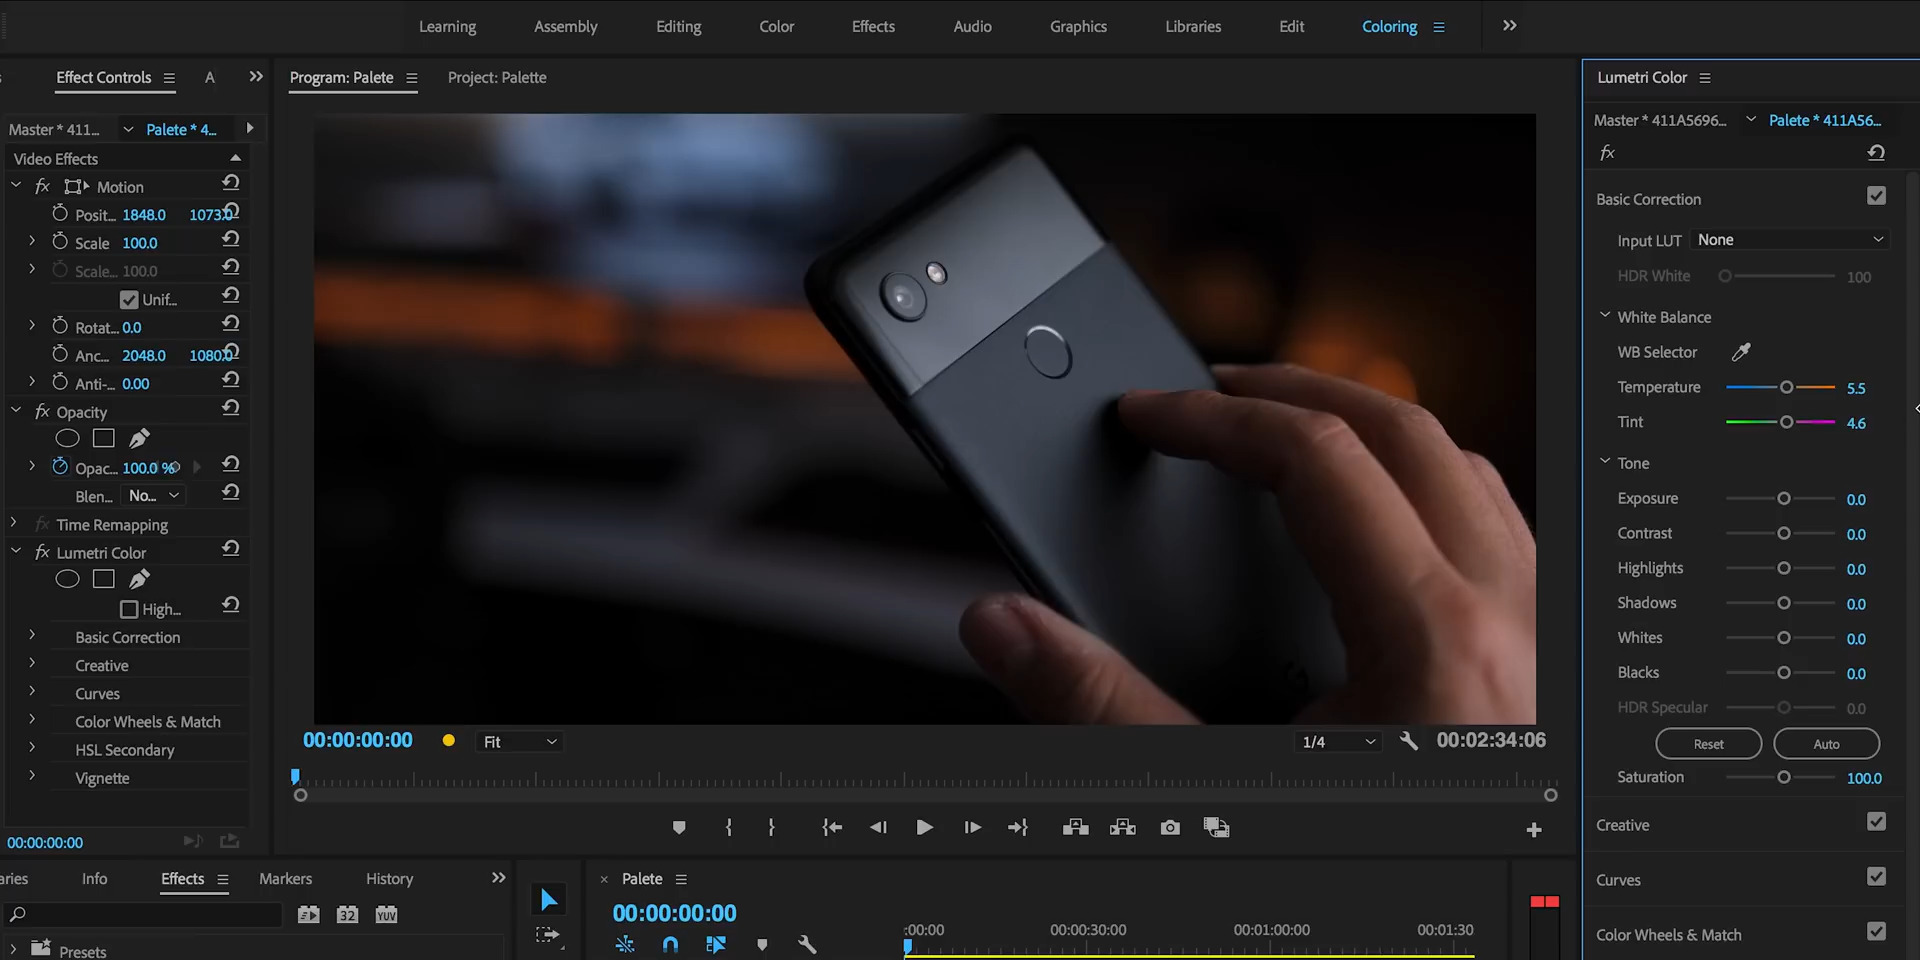 Learning Assembly Editing Color Effects Audio Graphics Libraries Edit Coloring
Effect Controls A
Program: Palete Project: Palette
Lumetri Color
Master * 411... Palete * 4...
Master * 411A5696... Palete * 411A56...
fx
Video Effects
fx Motion
Posit... 1848.0 1073.0
Scale 100.0
Scale... 100.0
Unif...
Rotat... 0.0
Anc... 2048.0 1080.0
Anti-... 0.00
fx Opacity
Opac... 100.0 %
Blen... No...
fx Time Remapping
fx Lumetri Color
High...
Basic Correction
Creative
Curves
Color Wheels & Match
HSL Secondary
Vignette
00:00:00:00
00:00:00:00 Fit 1/4 00:02:34:06
Basic Correction
Input LUT None
HDR White 100
White Balance
WB Selector
Temperature 5.5
Tint 4.6
Tone
Exposure 0.0
Contrast 0.0
Highlights 0.0
Shadows 0.0
Whites 0.0
Blacks 0.0
HDR Specular 0.0
Reset Auto
Saturation 100.0
Creative
Curves
Color Wheels & Match
aries Info Effects Markers History
32 YUV
Presets
× Palete
00:00:00:00
:00:00 00:00:30:00 00:01:00:00 00:01:30